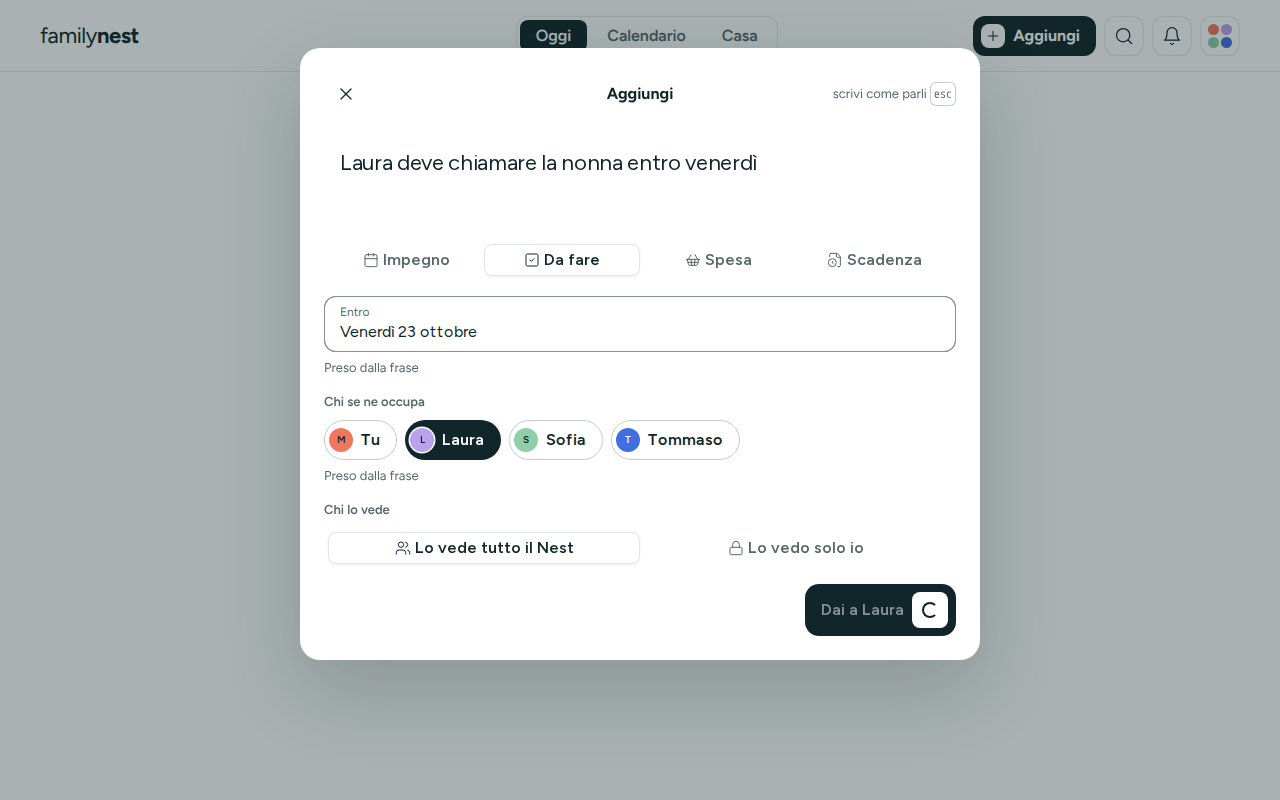 familynest
Oggi Calendario Casa
Aggiungi
Aggiungi
scrivi come parli esc
Laura deve chiamare la nonna entro venerdì
Impegno Da fare Spesa Scadenza
Entro
Venerdì 23 ottobre
Preso dalla frase
Chi se ne occupa
M Tu L Laura S Sofia T Tommaso
Preso dalla frase
Chi lo vede
Lo vede tutto il Nest Lo vedo solo io
Dai a Laura